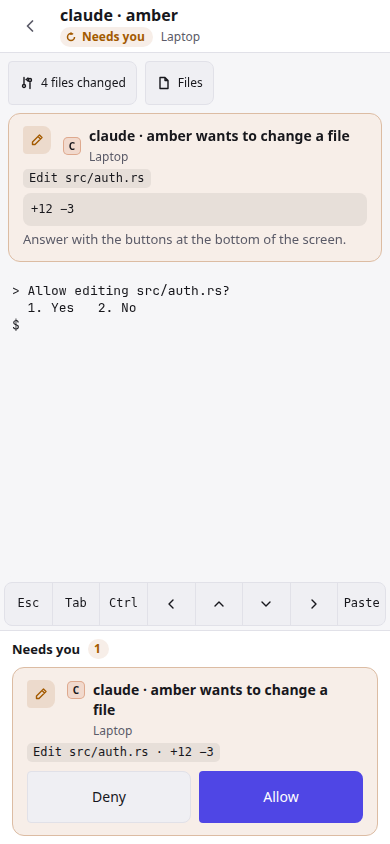 claude · amber
Needs you Laptop
4 files changed Files
C claude · amber wants to change a file
Laptop
Edit src/auth.rs
+12 −3
Answer with the buttons at the bottom of the screen.
> Allow editing src/auth.rs?
1. Yes 2. No
$
Esc Tab Ctrl Paste
Needs you 1
C claude · amber wants to change a
file
Laptop
Edit src/auth.rs · +12 −3
Deny Allow